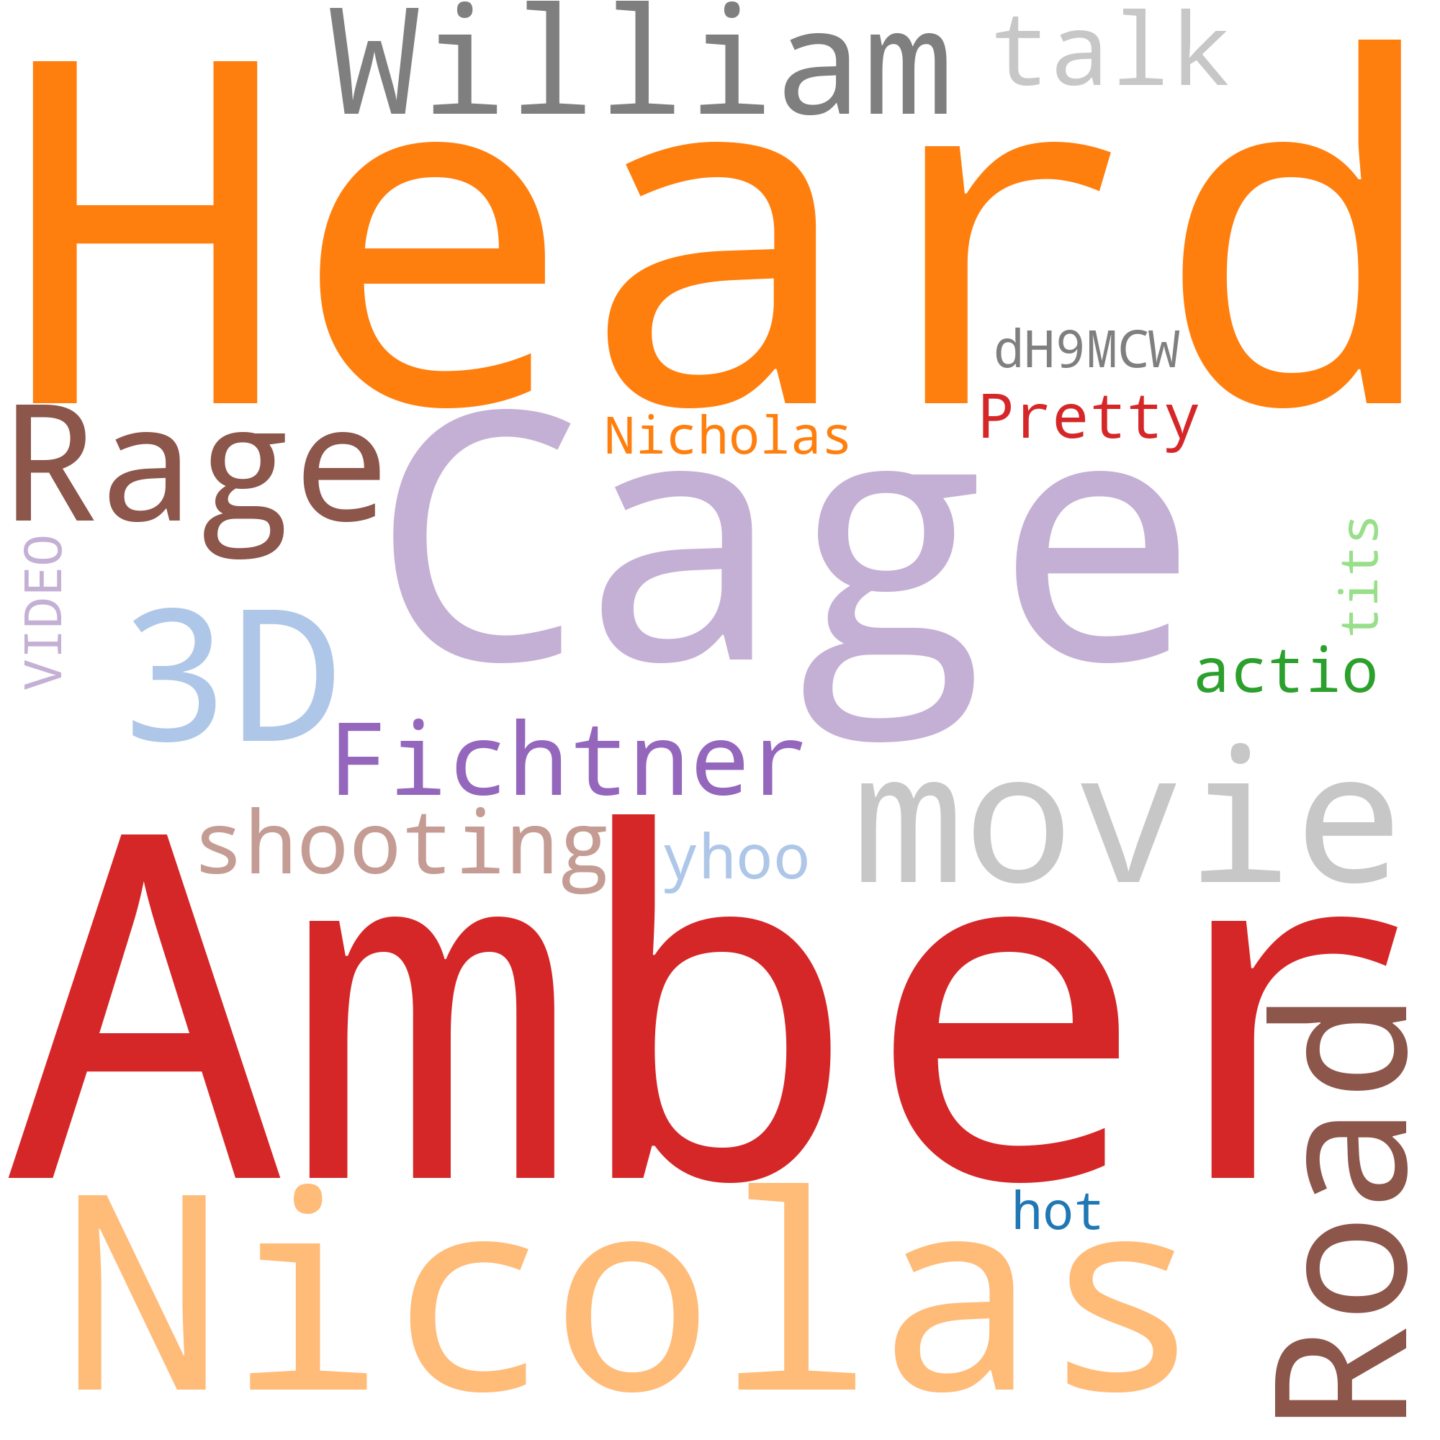 William
talk
Heard
dH9MCW
Pretty
Rage
Nicholas
Cage
VIDEO
tits
3D
actio
Fichtner
movie
shooting
yhoo
Amber
Road
hot
Nicolas